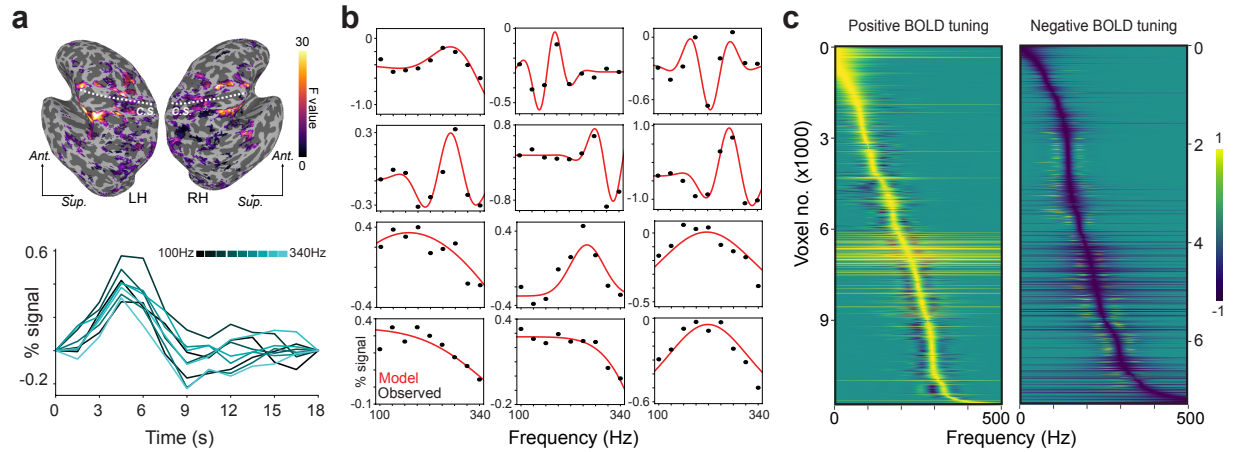 a
30
F value
0
c.s.
c.s.
Ant.
Sup.
LH
RH
Ant.
Sup.
0.6
100Hz
340Hz
% signal
-0.2
0 3 6 9 12 15 18
Time (s)
b
0
-1.0
0
-0.5
0
-0.6
0.3
-0.3
0.8
-0.8
1.0
-1.0
0.4
-0.4
0.4
-0.4
0
-0.5
0.4
-0.1
0.4
-0.6
0
-0.6
% signal
Model
Observed
100 340
100 340
100 340
Frequency (Hz)
c
Positive BOLD tuning
Negative BOLD tuning
Voxel no. (x1000)
0
3
6
9
0
2
4
6
1
-1
0 500
0 500
Frequency (Hz)